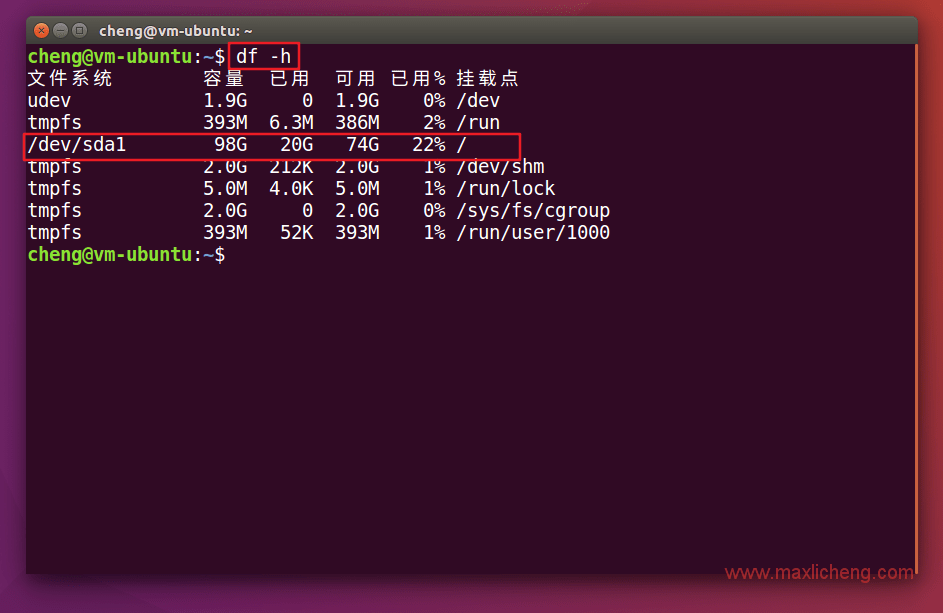 cheng@vm-ubuntu: ~
cheng@vm-ubuntu:~$ df -h
文件系统 容量 已用 可用 已用% 挂载点
udev 1.9G 0 1.9G 0% /dev
tmpfs 393M 6.3M 386M 2% /run
/dev/sda1 98G 20G 74G 22% /
tmpfs 2.0G 212K 2.0G 1% /dev/shm
tmpfs 5.0M 4.0K 5.0M 1% /run/lock
tmpfs 2.0G 0 2.0G 0% /sys/fs/cgroup
tmpfs 393M 52K 393M 1% /run/user/1000
cheng@vm-ubuntu:~$
www.maxlicheng.com